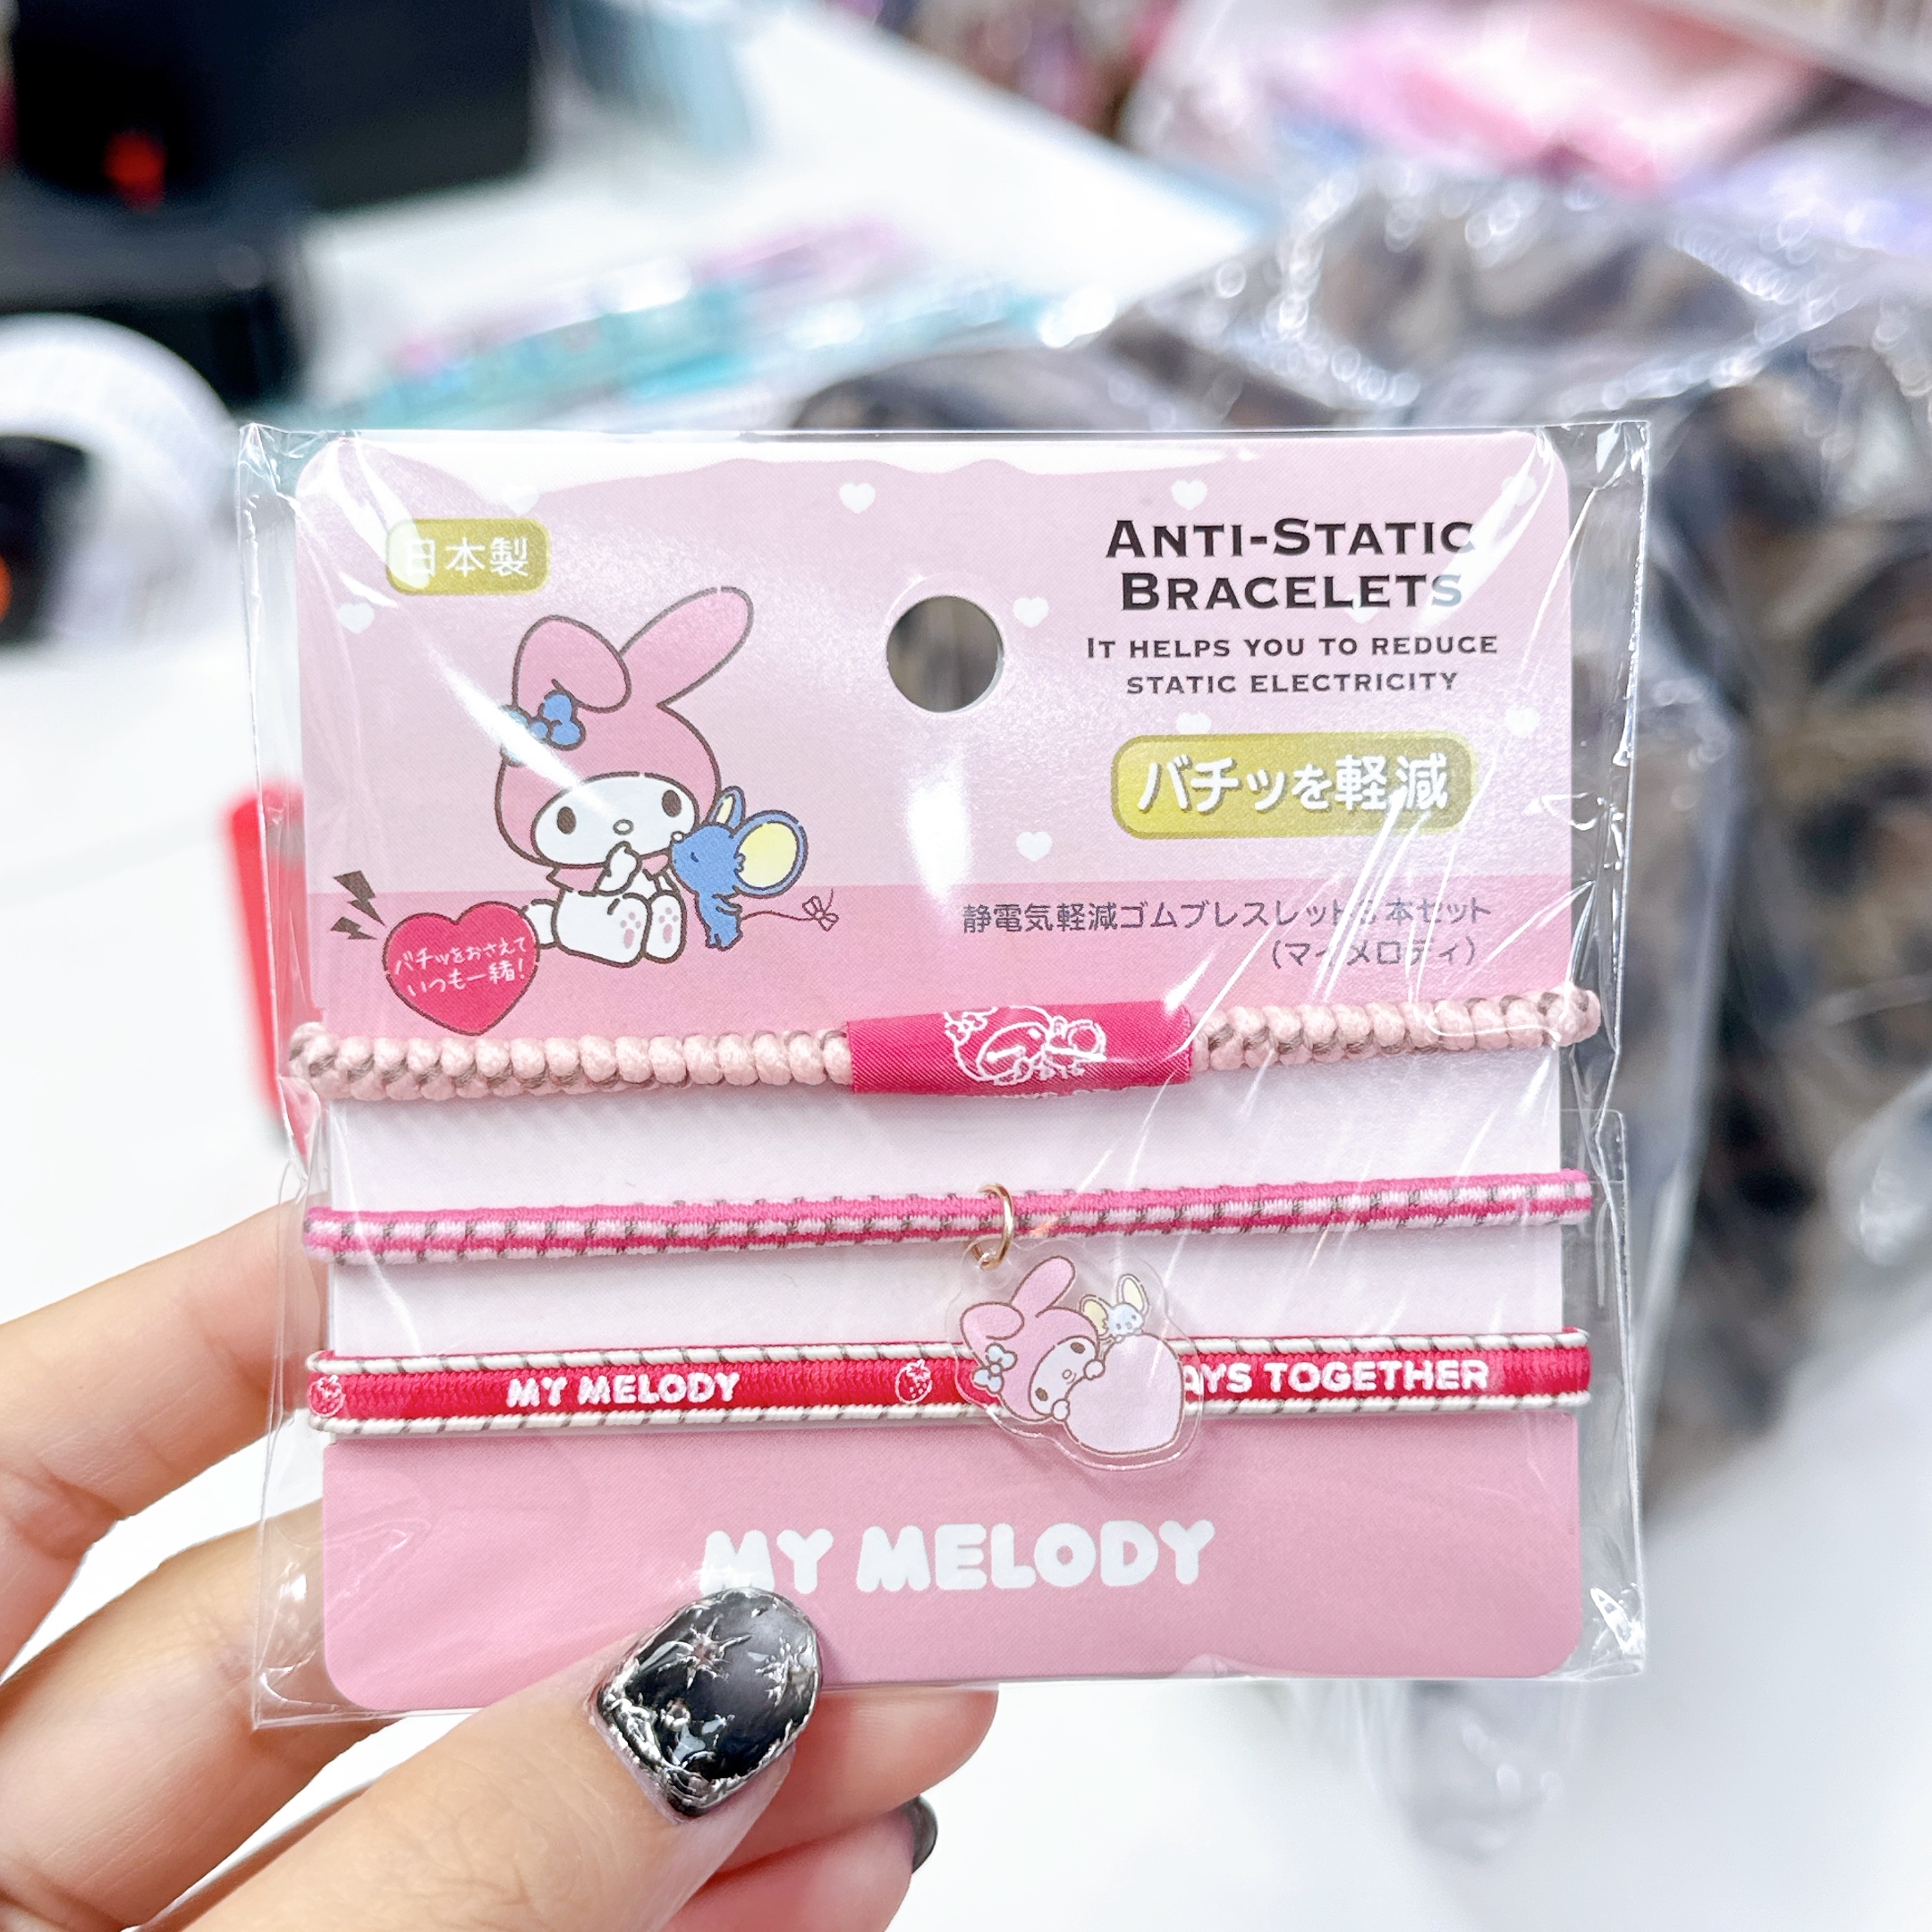 日本製
ANTI-STATIC
BRACELETS
IT HELPS YOU TO REDUCE
STATIC ELECTRICITY
バチッを軽減
静電気軽減ゴムブレスレット3本セット
(マイメロディ)
バチッをおさえて
いつも一緒!
MY MELODY
AYS TOGETHER
MY MELODY